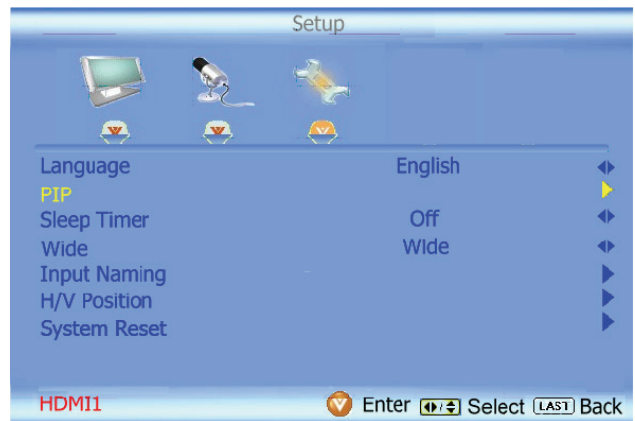 Setup
Language English
PIP
Sleep Timer Off
Wide Wide
Input Naming
H/V Position
System Reset
HDMI1 Enter Select LAST Back